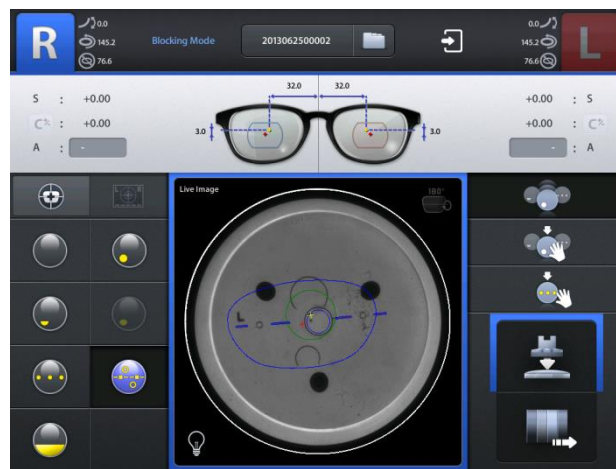 R
0.0
145.2
76.6
Blocking Mode
2013062500002
0.0
145.2
76.6
L
32.0 32.0
3.0
3.0
S : +0.00
C : +0.00
A : -
+0.00 : S
+0.00 : C
- : A
Live Image
180°
L